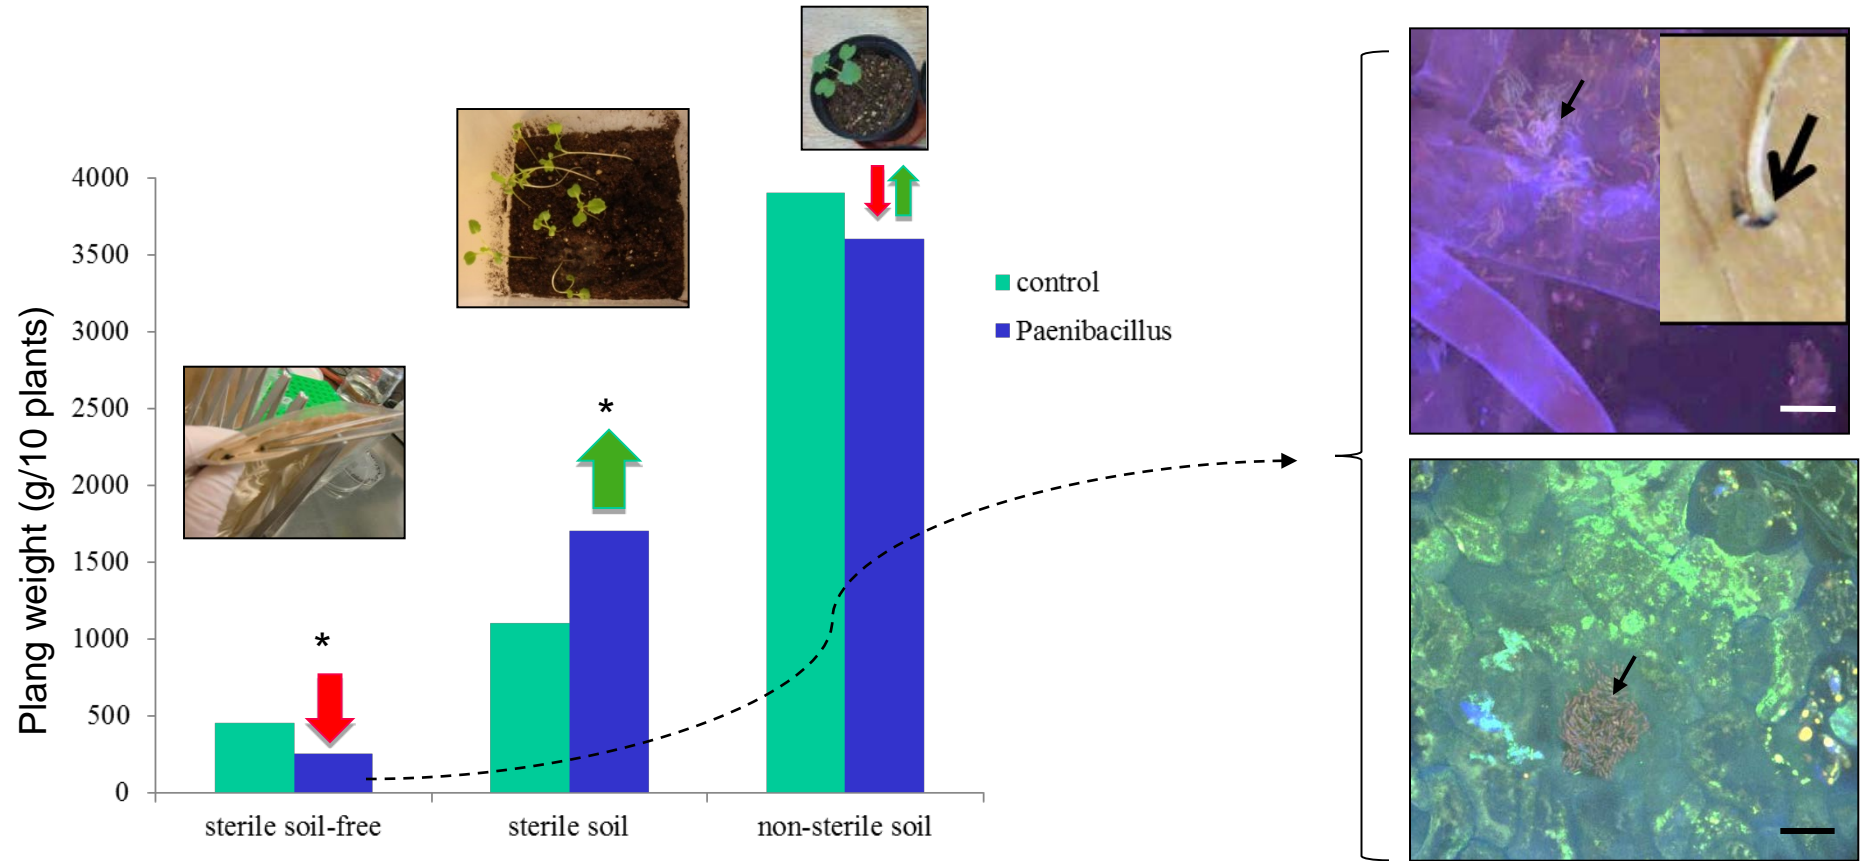 Plang weight (g/10 plants)
4000
3500
3000
2500
2000
1500
1000
500
0
*
*
sterile soil-free
sterile soil
non-sterile soil
control
Paenibacillus